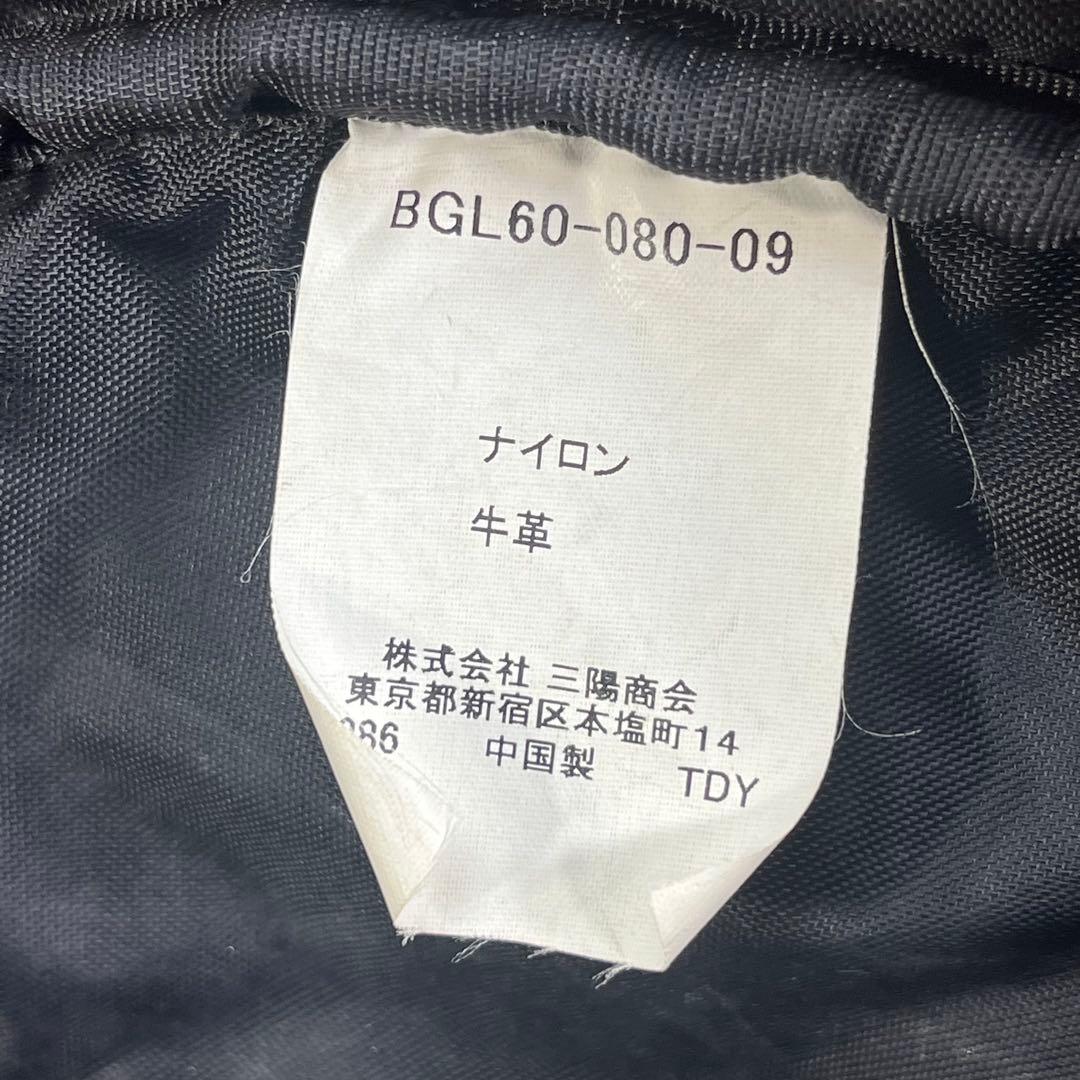 BGL60-080-09
ナイロン
牛革
株式会社 三陽商会
東京都新宿区本塩町14
中国製 TDY